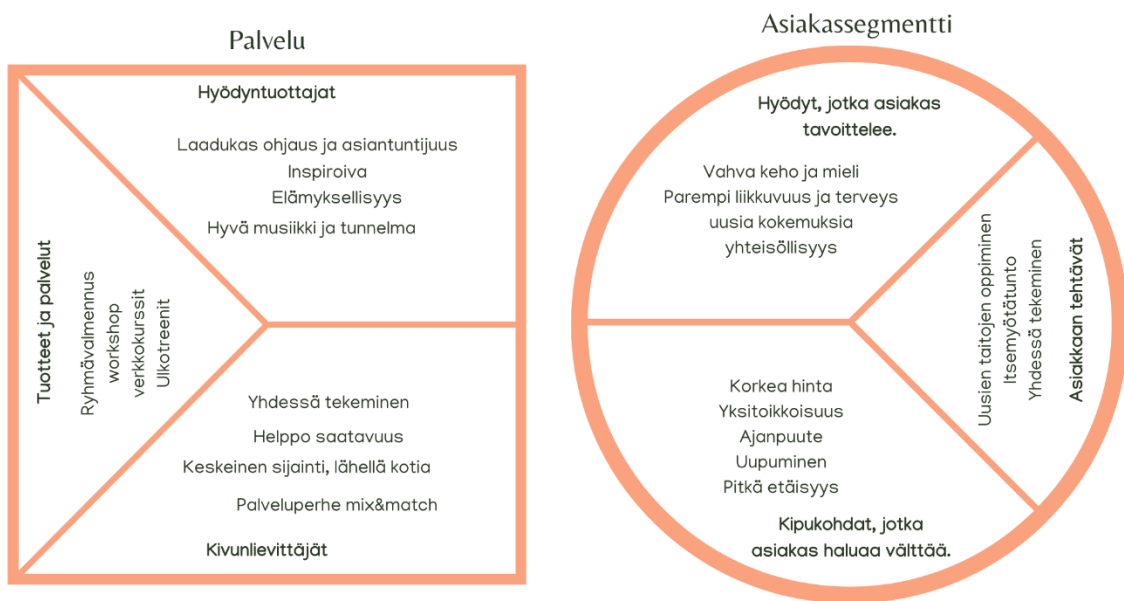 Palvelu
Hyödyntuottajat
Laadukas ohjaus ja asiantuntijuus
Inspiroiva
Elämyksellisyys
Hyvä musiikki ja tunnelma
Tuotteet ja palvelut
Ryhmävalmennus
workshop
verkkokurssit
Ulkotreenit
Yhdessä tekeminen
Helppo saatavuus
Keskeinen sijainti, lähellä kotia
Palveluperhe mix&match
Kivunlievittäjät
Asiakassegmentti
Hyödyt, jotka asiakas
tavoittelee.
Vahva keho ja mieli
Parempi liikkuvuus ja terveys
uusia kokemuksia
yhteisöllisyys
Uusien taitojen oppiminen
Itsemyötätunto
Yhdessä tekeminen
Asiakkaan tehtävät
Korkea hinta
Yksitoikkoisuus
Ajanpuute
Uupuminen
Pitkä etäisyys
Kipukohdat, jotka
asiakas haluaa välttää.